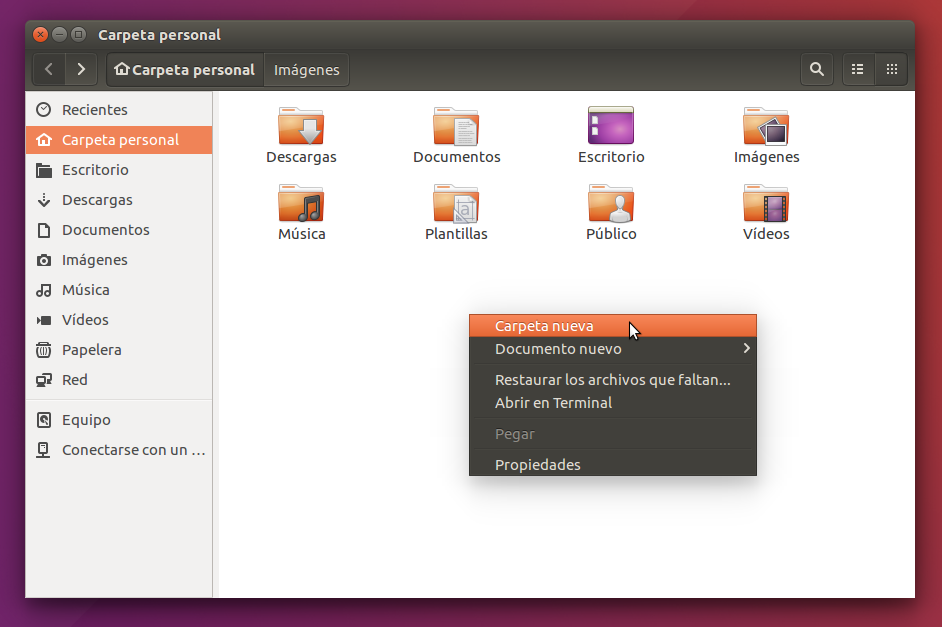 Carpeta personal
Carpeta personal
Imágenes
Recientes
Carpeta personal
Escritorio
Descargas
Documentos
Imágenes
Música
Vídeos
Papelera
Red
Equipo
Conectarse con un ...
Descargas
Documentos
Escritorio
Imágenes
Música
Plantillas
Público
Vídeos
Carpeta nueva
Documento nuevo
Restaurar los archivos que faltan...
Abrir en Terminal
Pegar
Propiedades